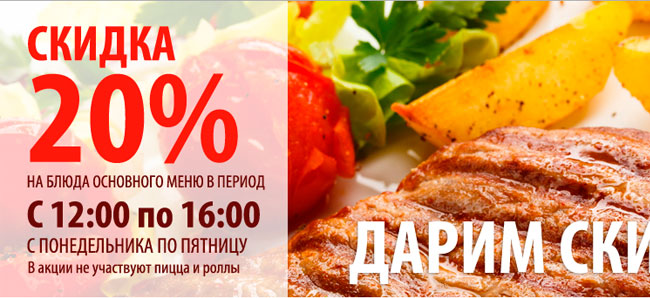 СКИДКА
20%
НА БЛЮДА ОСНОВНОГО МЕНЮ В ПЕРИОД
С 12:00 по 16:00
С ПОНЕДЕЛЬНИКА ПО ПЯТНИЦУ
В акции не участвуют пицца и роллы
ДАРИМ СКИ